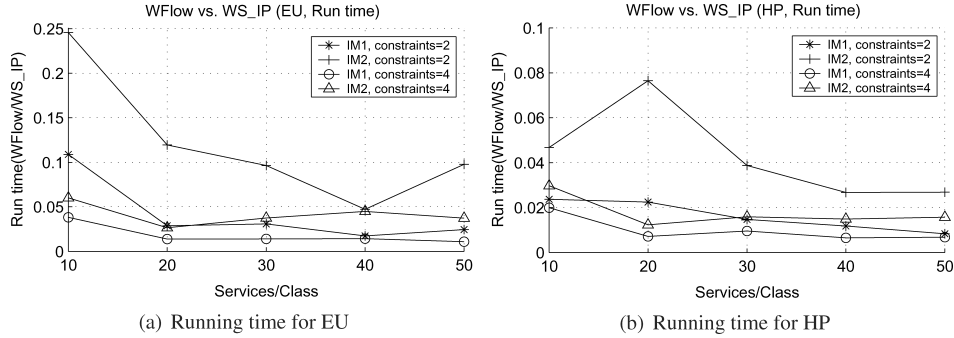 WFlow vs. WS_IP (EU, Run time)
0.25
0.2
0.15
0.1
0.05
0
Run time(WFlow/WS_IP)
IM1, constraints=2
IM2, constraints=2
IM1, constraints=4
IM2, constraints=4
10 20 30 40 50
Services/Class
(a) Running time for EU
WFlow vs. WS_IP (HP, Run time)
0.1
0.08
0.06
0.04
0.02
0
Run time(WFlow/WS_IP)
IM1, constraints=2
IM2, constraints=2
IM1, constraints=4
IM2, constraints=4
10 20 30 40 50
Services/Class
(b) Running time for HP